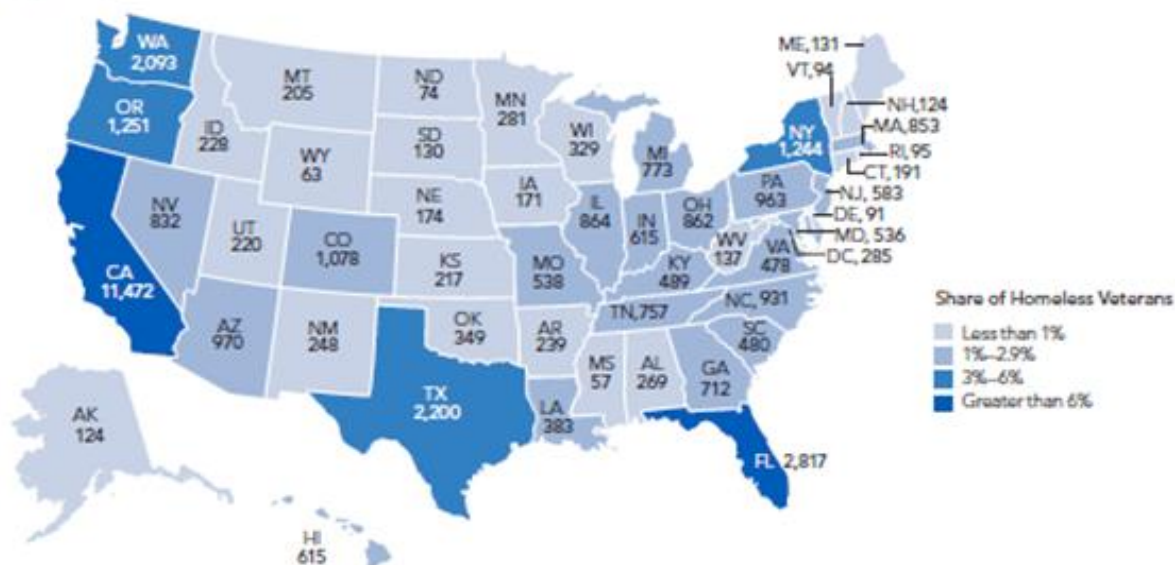 WA
2,093
OR
1,251
CA
11,472
NV
832
ID
228
MT
205
WY
63
UT
220
CO
1,078
AZ
970
NM
248
ND
74
SD
130
NE
174
KS
217
OK
349
TX
2,200
MN
281
IA
171
MO
538
AR
239
LA
383
WI
329
IL
864
MI
773
IN
615
OH
862
KY
489
TN,757
MS
57
AL
269
GA
712
FL 2,817
SC
480
NC, 931
VA
478
WV
137
PA
963
NY
1,244
ME, 131
VT, 94
NH, 124
MA, 853
RI, 95
CT, 191
NJ, 583
DE, 91
MD, 536
DC, 285
AK
124
HI
615
Share of Homeless Veterans
Less than 1%
1%–2.9%
3%–6%
Greater than 6%